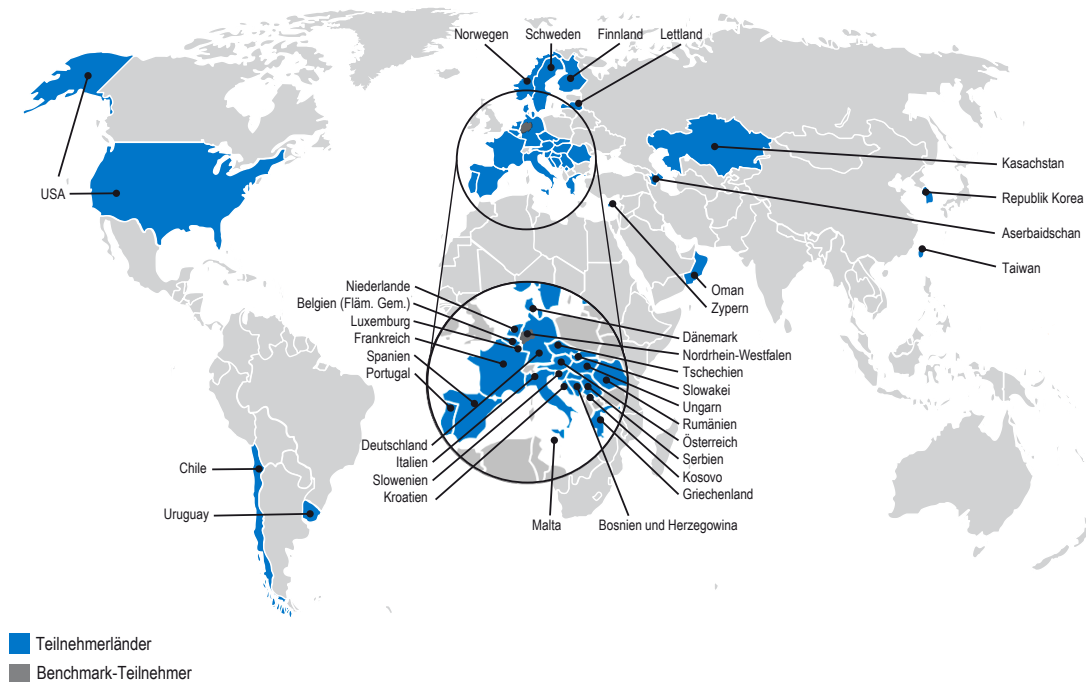 Norwegen
Schweden
Finnland
Lettland
USA
Kasachstan
Republik Korea
Aserbaidschan
Taiwan
Oman
Zypern
Niederlande
Belgien (Fläm. Gem.)
Luxemburg
Frankreich
Spanien
Portugal
Dänemark
Nordrhein-Westfalen
Tschechien
Slowakei
Ungarn
Rumänien
Österreich
Serbien
Kosovo
Griechenland
Deutschland
Italien
Slowenien
Kroatien
Malta
Bosnien und Herzegowina
Chile
Uruguay
Teilnehmerländer
Benchmark-Teilnehmer